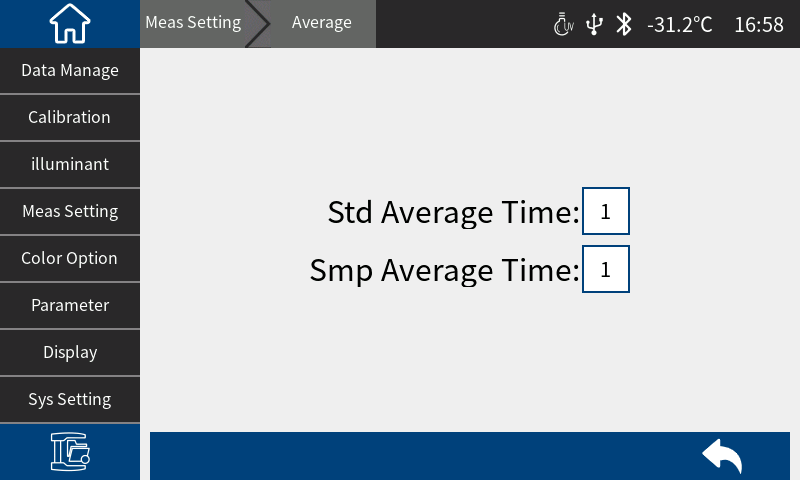 Meas Setting
Average
UV
-31.2°C
16:58
Data Manage
Calibration
illuminant
Meas Setting
Color Option
Parameter
Display
Sys Setting
Std Average Time: 1
Smp Average Time: 1